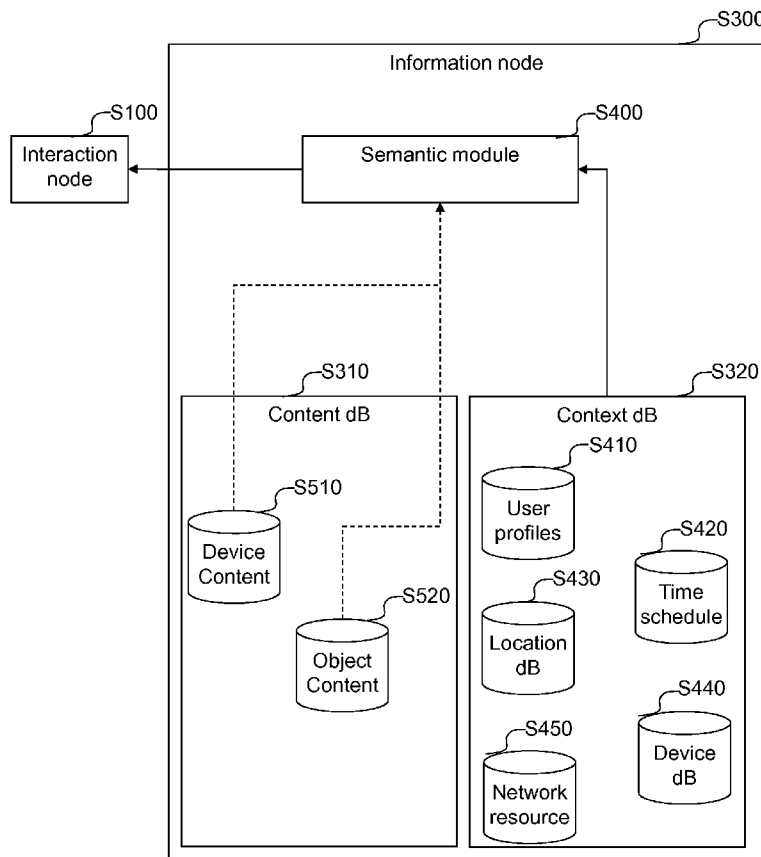 S300
Information node
S100
S400
Interaction
node
Semantic module
S310
S320
Content dB
Context dB
S410
User
profiles
S510
Device
Content
S420
Time
schedule
S430
Location
dB
S520
Object
Content
S440
Device
dB
S450
Network
resource